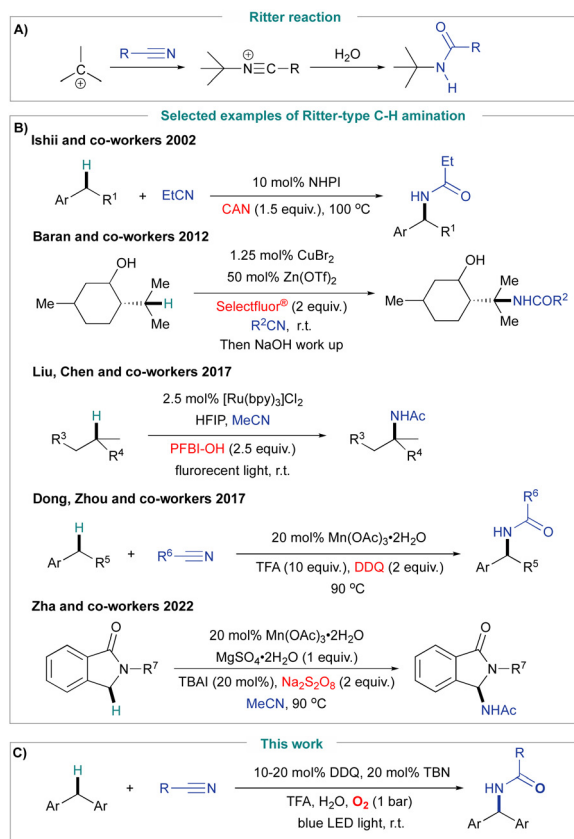 Ritter reaction
A)
R N
N C R
H2O
O
R
N
H
Selected examples of Ritter-type C-H amination
B)
Ishii and co-workers 2002
H
Ar R1
+ EtCN
10 mol% NHPI
CAN (1.5 equiv.), 100 oC
Et
HN O
Ar R1
Baran and co-workers 2012
OH
Me
Me
H
Me
1.25 mol% CuBr2
50 mol% Zn(OTf)2
Selectfluor® (2 equiv.)
R2CN, r.t.
Then NaOH work up
OH
Me
Me
NHCOR2
Me
Liu, Chen and co-workers 2017
H
R3
R4
2.5 mol% [Ru(bpy)3]Cl2
HFIP, MeCN
PFBI-OH (2.5 equiv.)
flurorecent light, r.t.
NHAc
R3
R4
Dong, Zhou and co-workers 2017
H
Ar R5
+ R6 N
20 mol% Mn(OAc)3•2H2O
TFA (10 equiv.), DDQ (2 equiv.)
90 oC
R6
HN O
Ar R5
Zha and co-workers 2022
O
N-R7
H
20 mol% Mn(OAc)3•2H2O
MgSO4•2H2O (1 equiv.)
TBAI (20 mol%), Na2S2O8 (2 equiv.)
MeCN, 90 oC
O
N-R7
NHAc
This work
C)
H
Ar Ar
+ R N
10-20 mol% DDQ, 20 mol% TBN
TFA, H2O, O2 (1 bar)
blue LED light, r.t.
R
HN O
Ar Ar